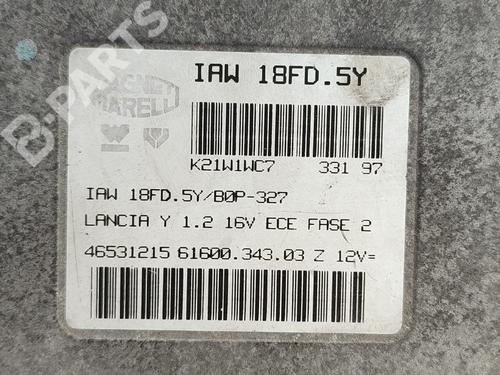 IAW 18FD.5Y
MARELLI
K21W1WC7 331 97
IAW 18FD.5Y/B0P-327
LANCIA Y 1.2 16V ECE FASE 2
46531215 61600.343.03 Z 12V=
B-PARTS